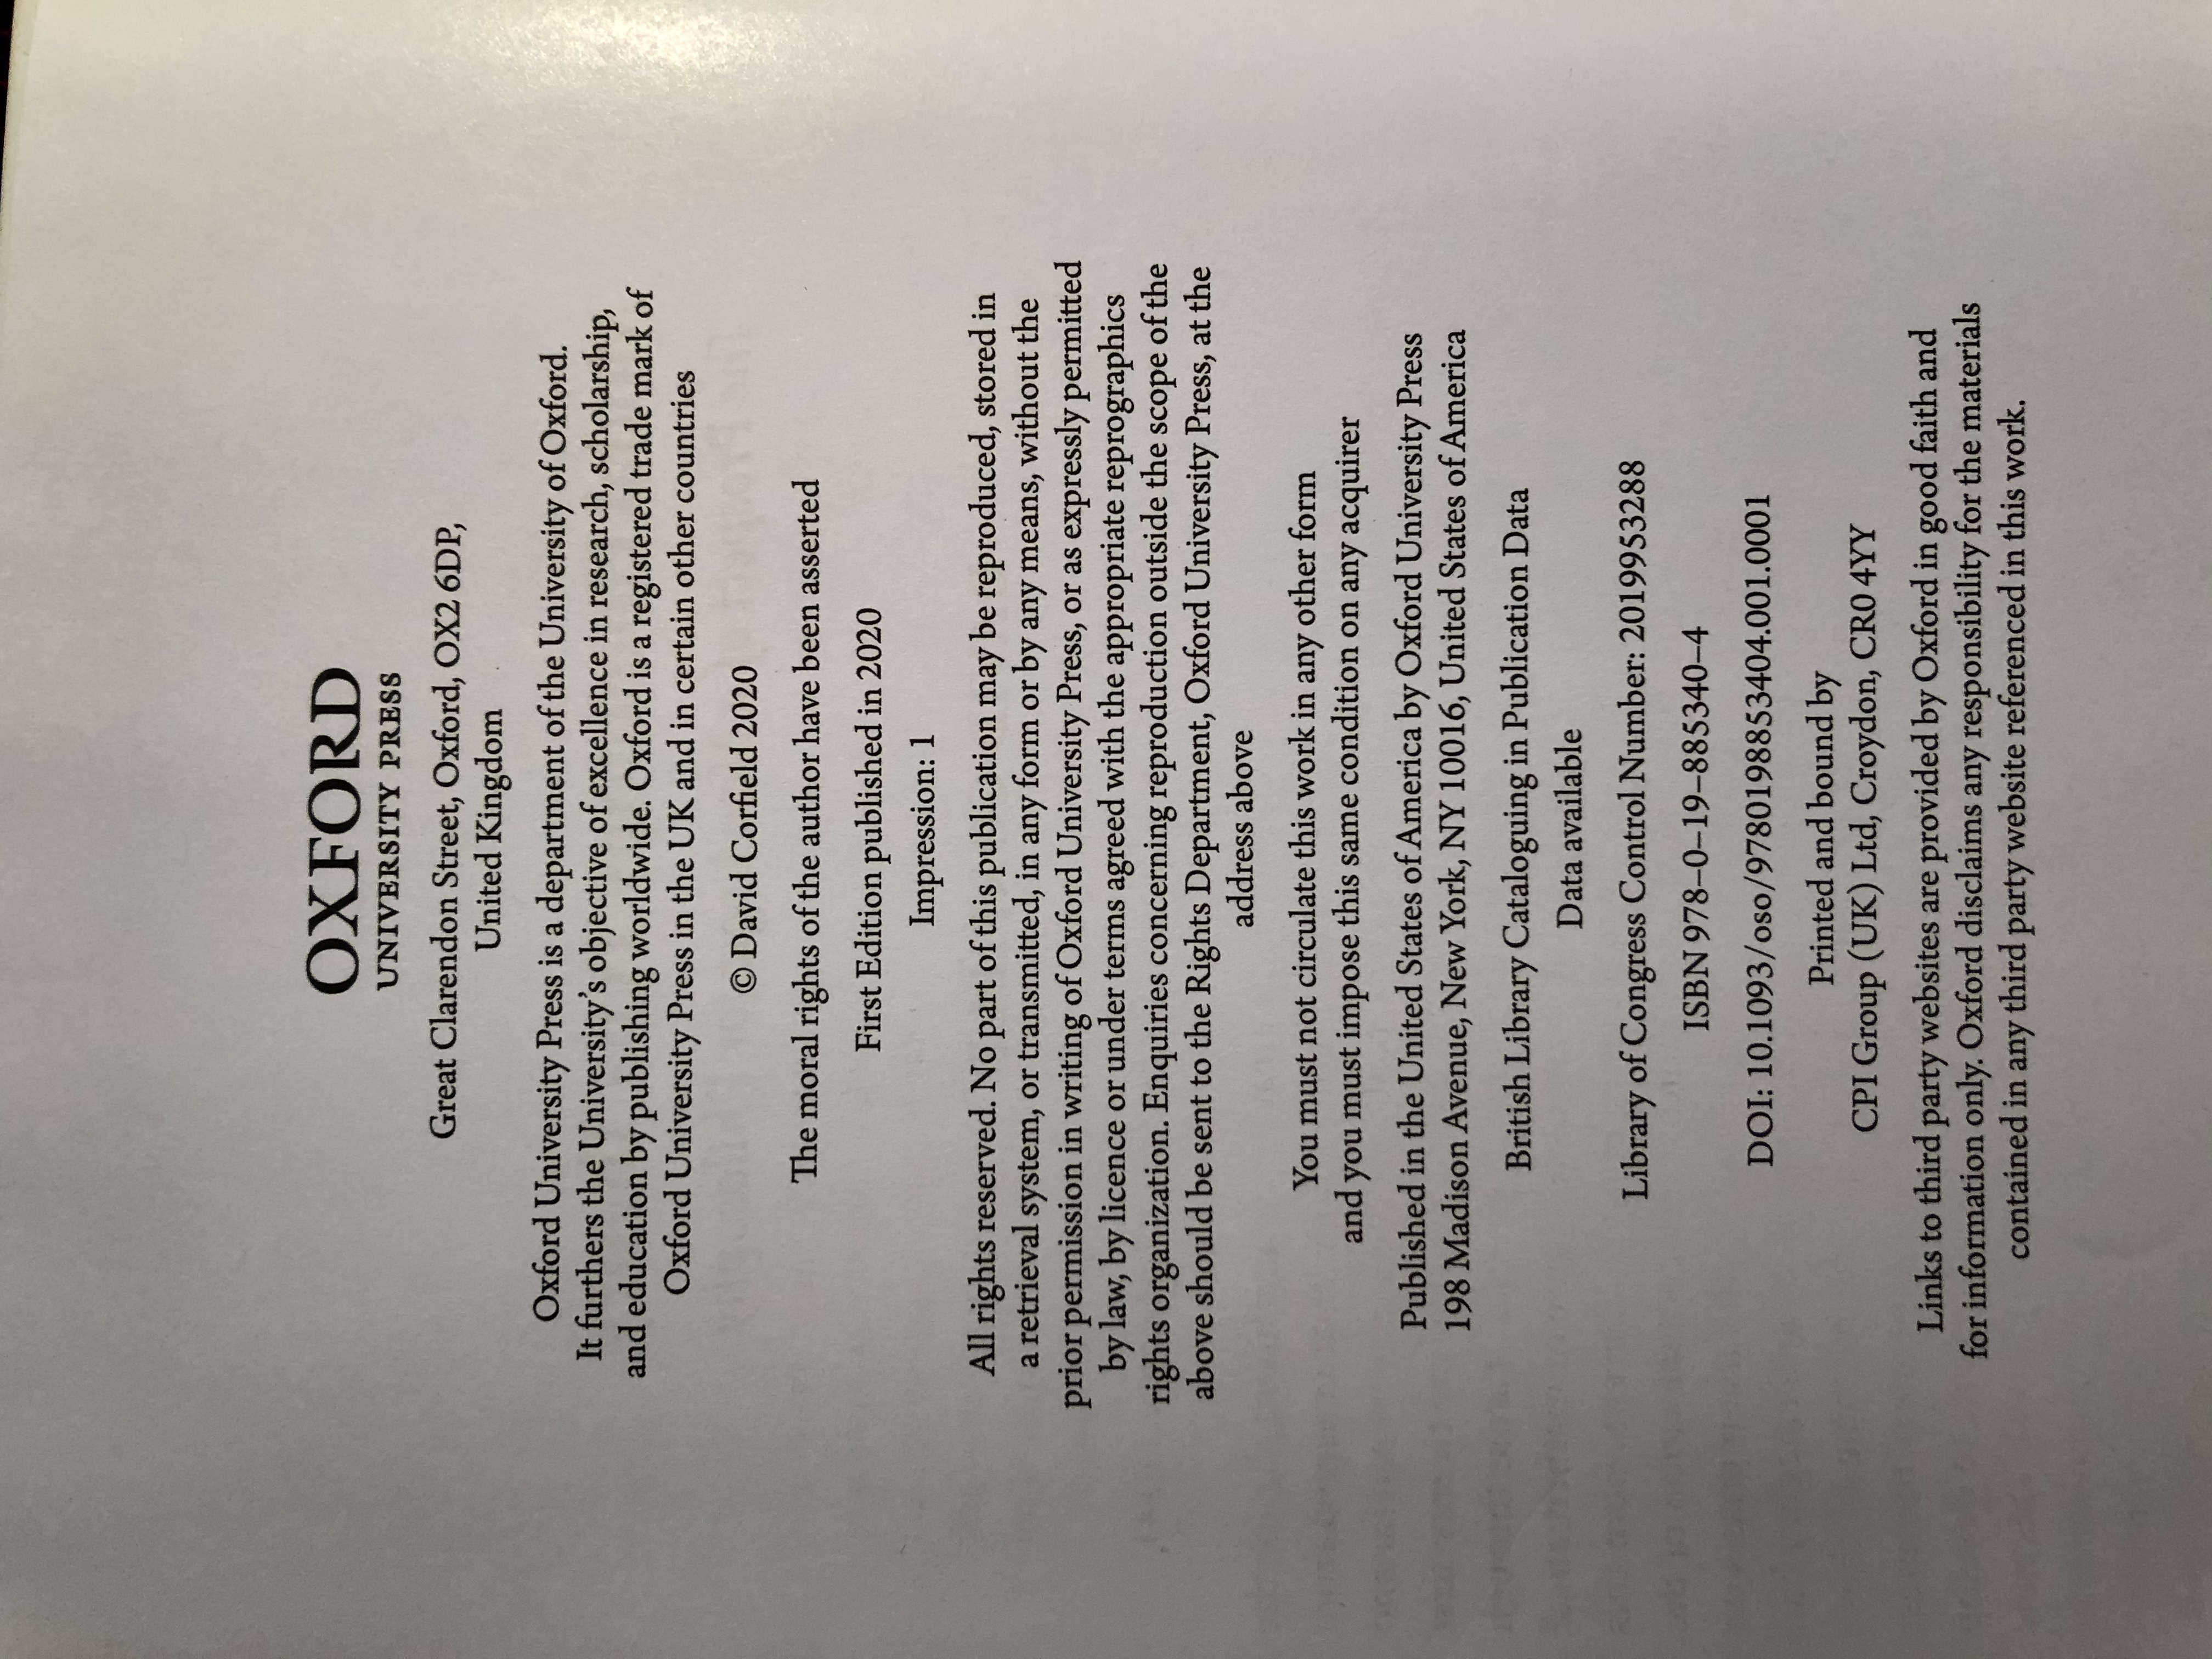 OXFORD
UNIVERSITY PRESS
Great Clarendon Street, Oxford, OX2 6DP,
United Kingdom
Oxford University Press is a department of the University of Oxford.
It furthers the University's objective of excellence in research, scholarship,
and education by publishing worldwide. Oxford is a registered trade mark of
Oxford University Press in the UK and in certain other countries
© David Corfield 2020
The moral rights of the author have been asserted
First Edition published in 2020
Impression: 1
All rights reserved. No part of this publication may be reproduced, stored in
a retrieval system, or transmitted, in any form or by any means, without the
prior permission in writing of Oxford University Press, or as expressly permitted
by law, by licence or under terms agreed with the appropriate reprographics
rights organization. Enquiries concerning reproduction outside the scope of the
above should be sent to the Rights Department, Oxford University Press, at the
address above
You must not circulate this work in any other form
and you must impose this same condition on any acquirer
Published in the United States of America by Oxford University Press
198 Madison Avenue, New York, NY 10016, United States of America
British Library Cataloguing in Publication Data
Data available
Library of Congress Control Number: 2019953288
ISBN 978–0–19–885340–4
DOI: 10.1093/oso/9780198853404.001.0001
Printed and bound by
CPI Group (UK) Ltd, Croydon, CR0 4YY
Links to third party websites are provided by Oxford in good faith and
for information only. Oxford disclaims any responsibility for the materials
contained in any third party website referenced in this work.